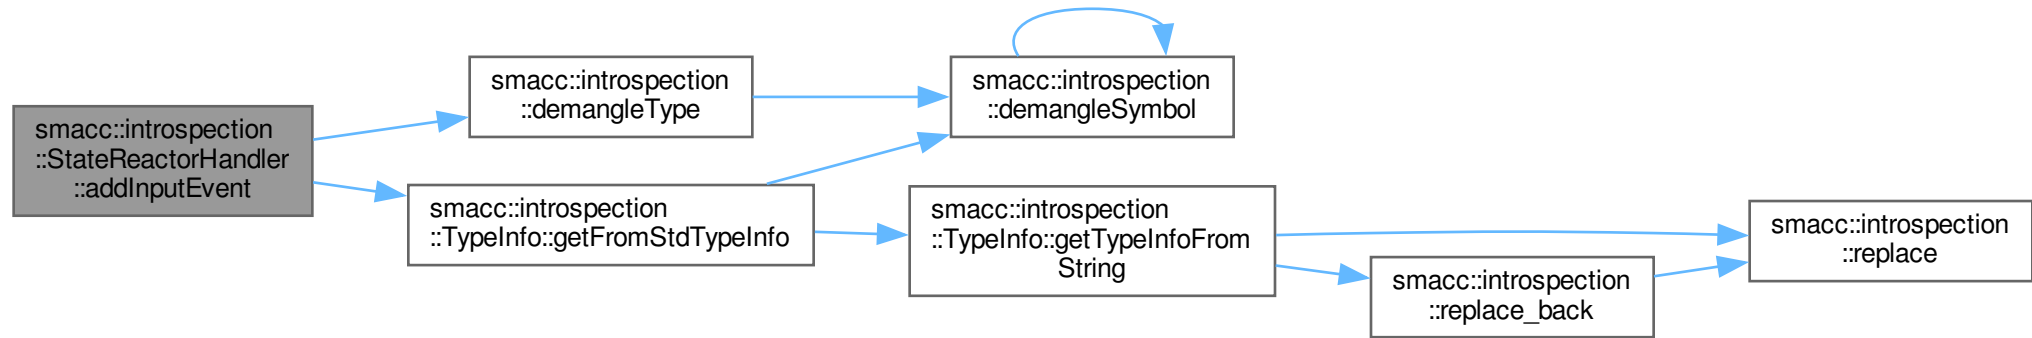 smacc::introspection
::StateReactorHandler
::addInputEvent
smacc::introspection
::demangleType
smacc::introspection
::demangleSymbol
smacc::introspection
::TypeInfo::getFromStdTypeInfo
smacc::introspection
::TypeInfo::getTypeInfoFrom
String
smacc::introspection
::replace_back
smacc::introspection
::replace